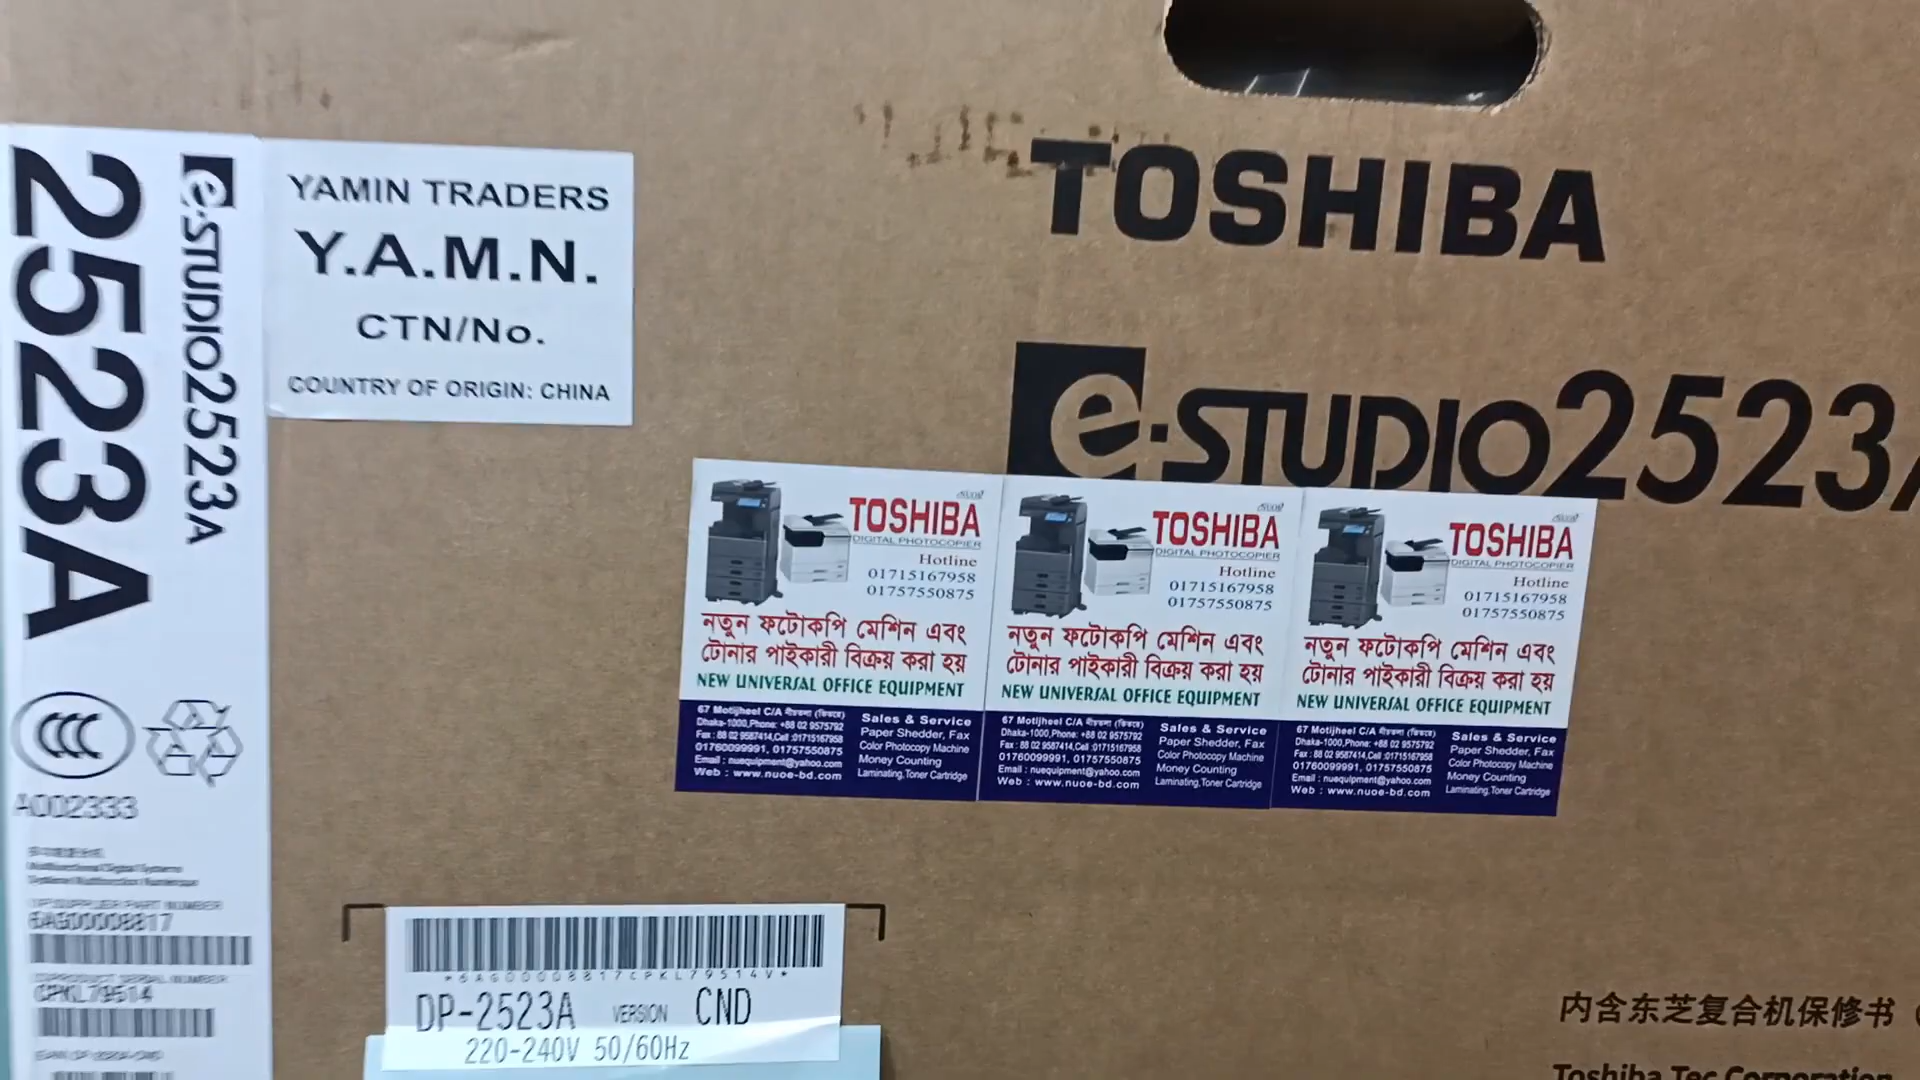 TOSHIBA
e-STUDIO2523A
2523A
e-STUDIO2523A
YAMIN TRADERS
Y.A.M.N.
CTN/No.
COUNTRY OF ORIGIN: CHINA
A002333
6AG00008817
CPKL79514
NUOE
TOSHIBA
DIGITAL PHOTOCOPIER
Hotline
01715167958
01757550875
নতুন ফটোকপি মেশিন এবং
টোনার পাইকারী বিক্রয় করা হয়
NEW UNIVERSAL OFFICE EQUIPMENT
67 Motijheel C/A নীচতলা (ভিতরে)
Dhaka-1000,Phone: +88 02 9575792
Fax : 88 02 9587414,Cell :01715167958
01760099991, 01757550875
Email : nuequipment@yahoo.com
Web : www.nuoe-bd.com
Sales & Service
Paper Shedder, Fax
Color Photocopy Machine
Money Counting
Laminating,Toner Cartridge
NUOE
TOSHIBA
DIGITAL PHOTOCOPIER
Hotline
01715167958
01757550875
নতুন ফটোকপি মেশিন এবং
টোনার পাইকারী বিক্রয় করা হয়
NEW UNIVERSAL OFFICE EQUIPMENT
67 Motijheel C/A নীচতলা (ভিতরে)
Dhaka-1000,Phone: +88 02 9575792
Fax : 88 02 9587414,Cell :01715167958
01760099991, 01757550875
Email : nuequipment@yahoo.com
Web : www.nuoe-bd.com
Sales & Service
Paper Shedder, Fax
Color Photocopy Machine
Money Counting
Laminating,Toner Cartridge
NUOE
TOSHIBA
DIGITAL PHOTOCOPIER
Hotline
01715167958
01757550875
নতুন ফটোকপি মেশিন এবং
টোনার পাইকারী বিক্রয় করা হয়
NEW UNIVERSAL OFFICE EQUIPMENT
67 Motijheel C/A নীচতলা (ভিতরে)
Dhaka-1000,Phone: +88 02 9575792
Fax : 88 02 9587414,Cell :01715167958
01760099991, 01757550875
Email : nuequipment@yahoo.com
Web : www.nuoe-bd.com
Sales & Service
Paper Shedder, Fax
Color Photocopy Machine
Money Counting
Laminating,Toner Cartridge
*6AG00008817CPKL79514V*
DP-2523A VERSION CND
220-240V 50/60Hz
内含东芝复合机保修书
Toshiba Tec Corporation